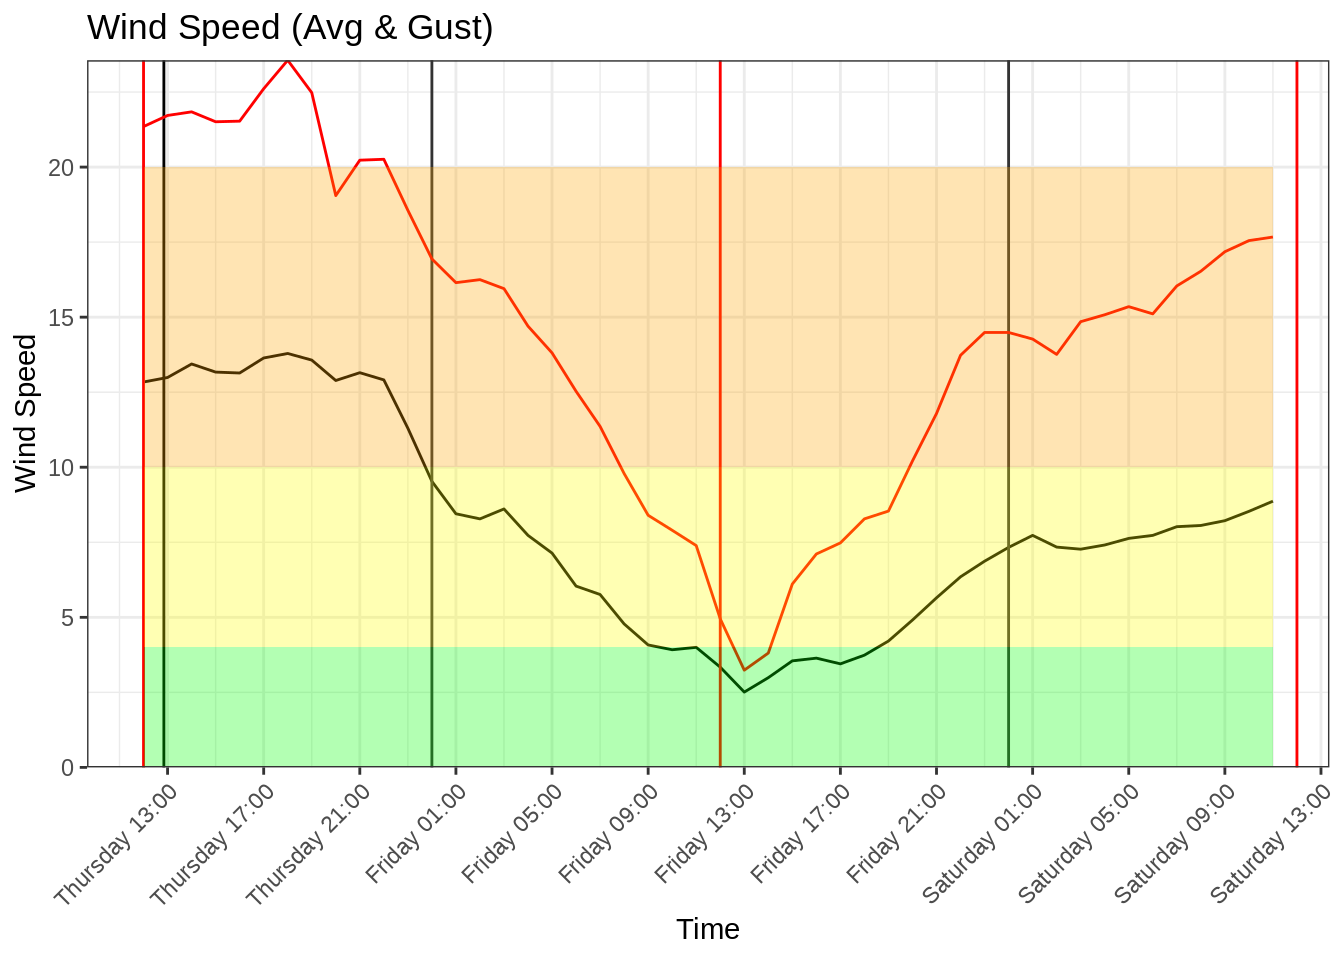 Wind Speed (Avg & Gust)
Wind Speed
20
15
10
5
0
Thursday 13:00
Thursday 17:00
Thursday 21:00
Friday 01:00
Friday 05:00
Friday 09:00
Friday 13:00
Friday 17:00
Friday 21:00
Saturday 01:00
Saturday 05:00
Saturday 09:00
Saturday 13:00
Time